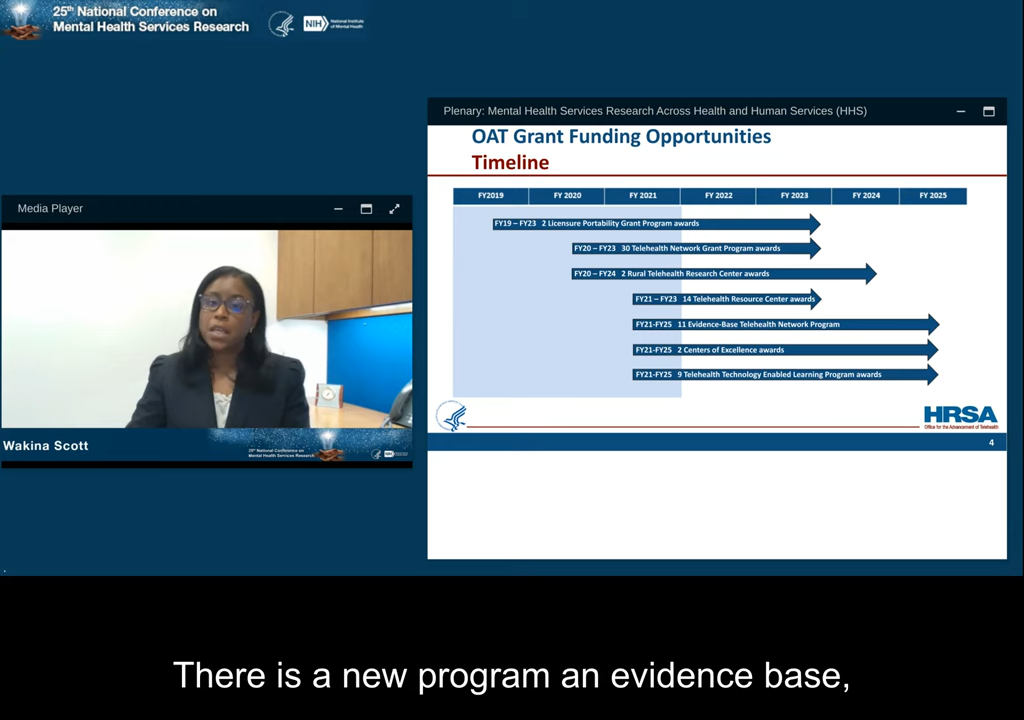 25th National Conference on
Mental Health Services Research
NIH
National Institute
of Mental Health
Plenary: Mental Health Services Research Across Health and Human Services (HHS)
OAT Grant Funding Opportunities
Timeline
FY2019 FY 2020 FY 2021 FY 2022 FY 2023 FY 2024 FY 2025
FY19 – FY23 2 Licensure Portability Grant Program awards
FY20 – FY23 30 Telehealth Network Grant Program awards
FY20 – FY24 2 Rural Telehealth Research Center awards
FY21 – FY23 14 Telehealth Resource Center awards
FY21-FY25 11 Evidence-Base Telehealth Network Program
FY21-FY25 2 Centers of Excellence awards
FY21-FY25 9 Telehealth Technology Enabled Learning Program awards
HRSA
Office for the Advancement of Telehealth
4
Media Player
Wakina Scott
25th National Conference on
Mental Health Services Research
NIH
There is a new program an evidence base,